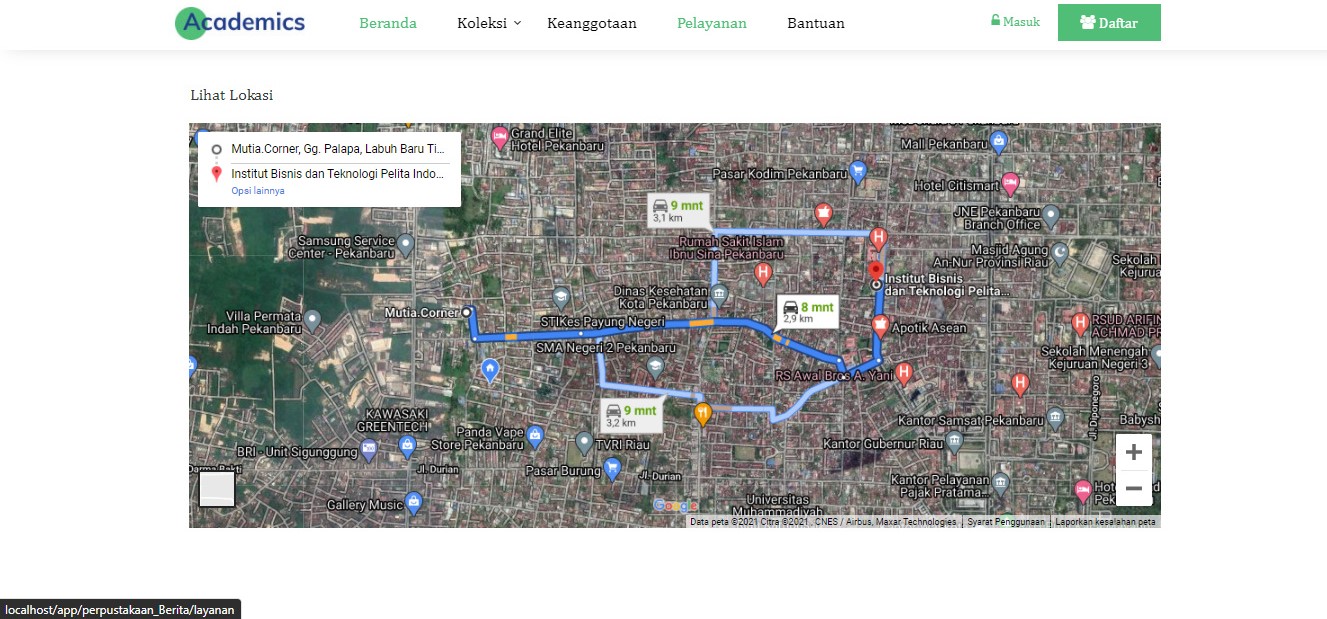 Academics
Beranda
Koleksi
Keanggotaan
Pelayanan
Bantuan
Masuk
Daftar
Lihat Lokasi
Mutia.Corner, Gg. Palapa, Labuh Baru Ti...
Institut Bisnis dan Teknologi Pelita Indo...
Opsi lainnya
Grand Elite
Hotel Pekanbaru
Mall Pekanbaru
Pasar Kodim Pekanbaru
Hotel Citismart
9 mnt
3,1 km
JNE Pekanbaru
Branch Office
Samsung Service
Center - Pekanbaru
Rumah Sakit Islam
Ibnu Sina Pekanbaru
Masjid Agung
An-Nur Provinsi Riau
Sekolah
Kejurua
Institut Bisnis
dan Teknologi Pelita...
Dinas Kesehatan
Kota Pekanbaru
8 mnt
2,9 km
Villa Permata
Indah Pekanbaru
Mutia.Corner
STIKes Payung Negeri
Apotik Asean
RSUD ARIFIN
ACHMAD P
SMA Negeri 2 Pekanbaru
Sekolah Menengah
Kejuruan Negeri 3
RS Awal Bros A. Yani
Jl. Diponegoro
9 mnt
3,2 km
KAWASAKI
GREENTECH
Kantor Samsat Pekanbaru
Babysh
Panda Vape
Store Pekanbaru
TVRI Riau
Kantor Gubernur Riau
BRI - Unit Sigunggung
Darma Bakti
Jl. Durian
Pasar Burung
Jl. Durian
Kantor Pelayanan
Pajak Pratama...
Hot
Pek
Gallery Music
Google
Universitas
Muhammadiyah
Data peta ©2021 Citra ©2021 , CNES / Airbus, Maxar Technologies
Syarat Penggunaan
Laporkan kesalahan peta
localhost/app/perpustakaan_Berita/layanan